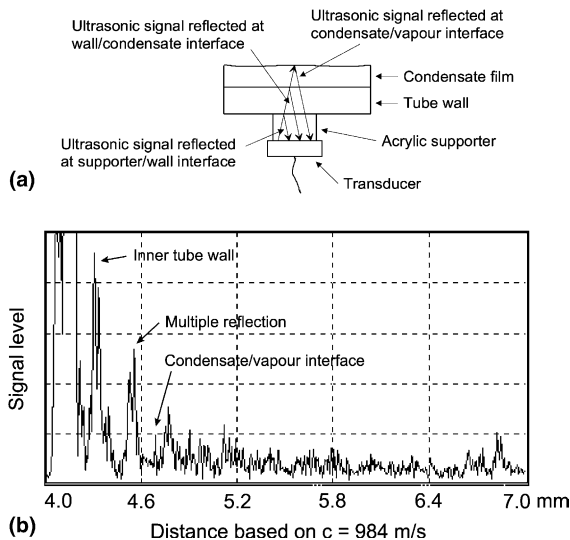 Ultrasonic signal reflected at
wall/condensate interface
Ultrasonic signal reflected at
condensate/vapour interface
Condensate film
Tube wall
Acrylic supporter
Transducer
Ultrasonic signal reflected
at supporter/wall interface
(a)
Inner tube wall
Multiple reflection
Condensate/vapour interface
Signal level
4.0 4.6 5.2 5.8 6.4 7.0 mm
(b)
Distance based on c = 984 m/s